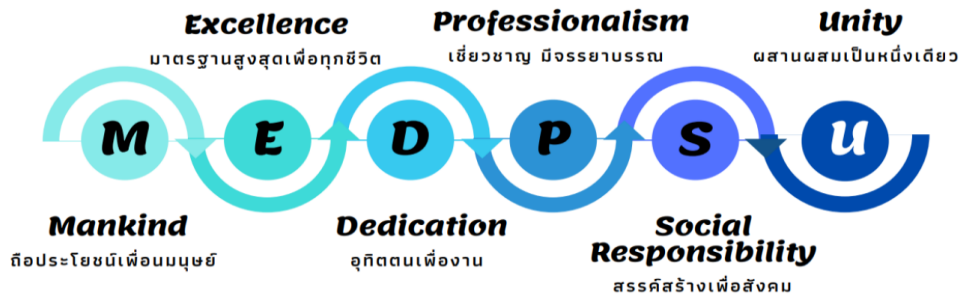 Excellence
มาตรฐานสูงสุดเพื่อทุกชีวิต
Professionalism
เชี่ยวชาญ มีจรรยาบรรณ
Unity
ผสานผสมเป็นหนึ่งเดียว
M E D P S U
Mankind
ถือประโยชน์เพื่อนมนุษย์
Dedication
อุทิตตนเพื่องาน
Social
Responsibility
สรรค์สร้างเพื่อสังคม